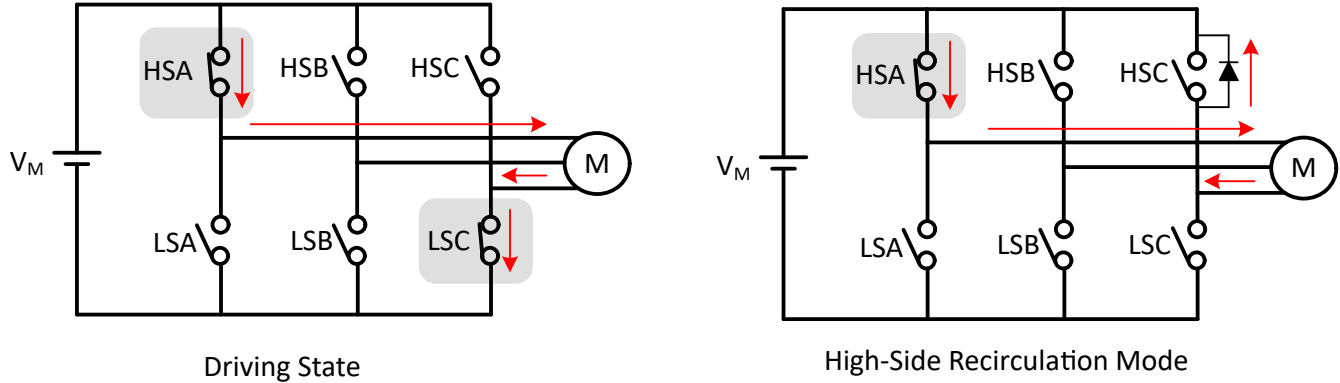 HSA HSB HSC
V_M M
LSA LSB LSC
Driving State
HSA HSB HSC
V_M M
LSA LSB LSC
High-Side Recirculation Mode